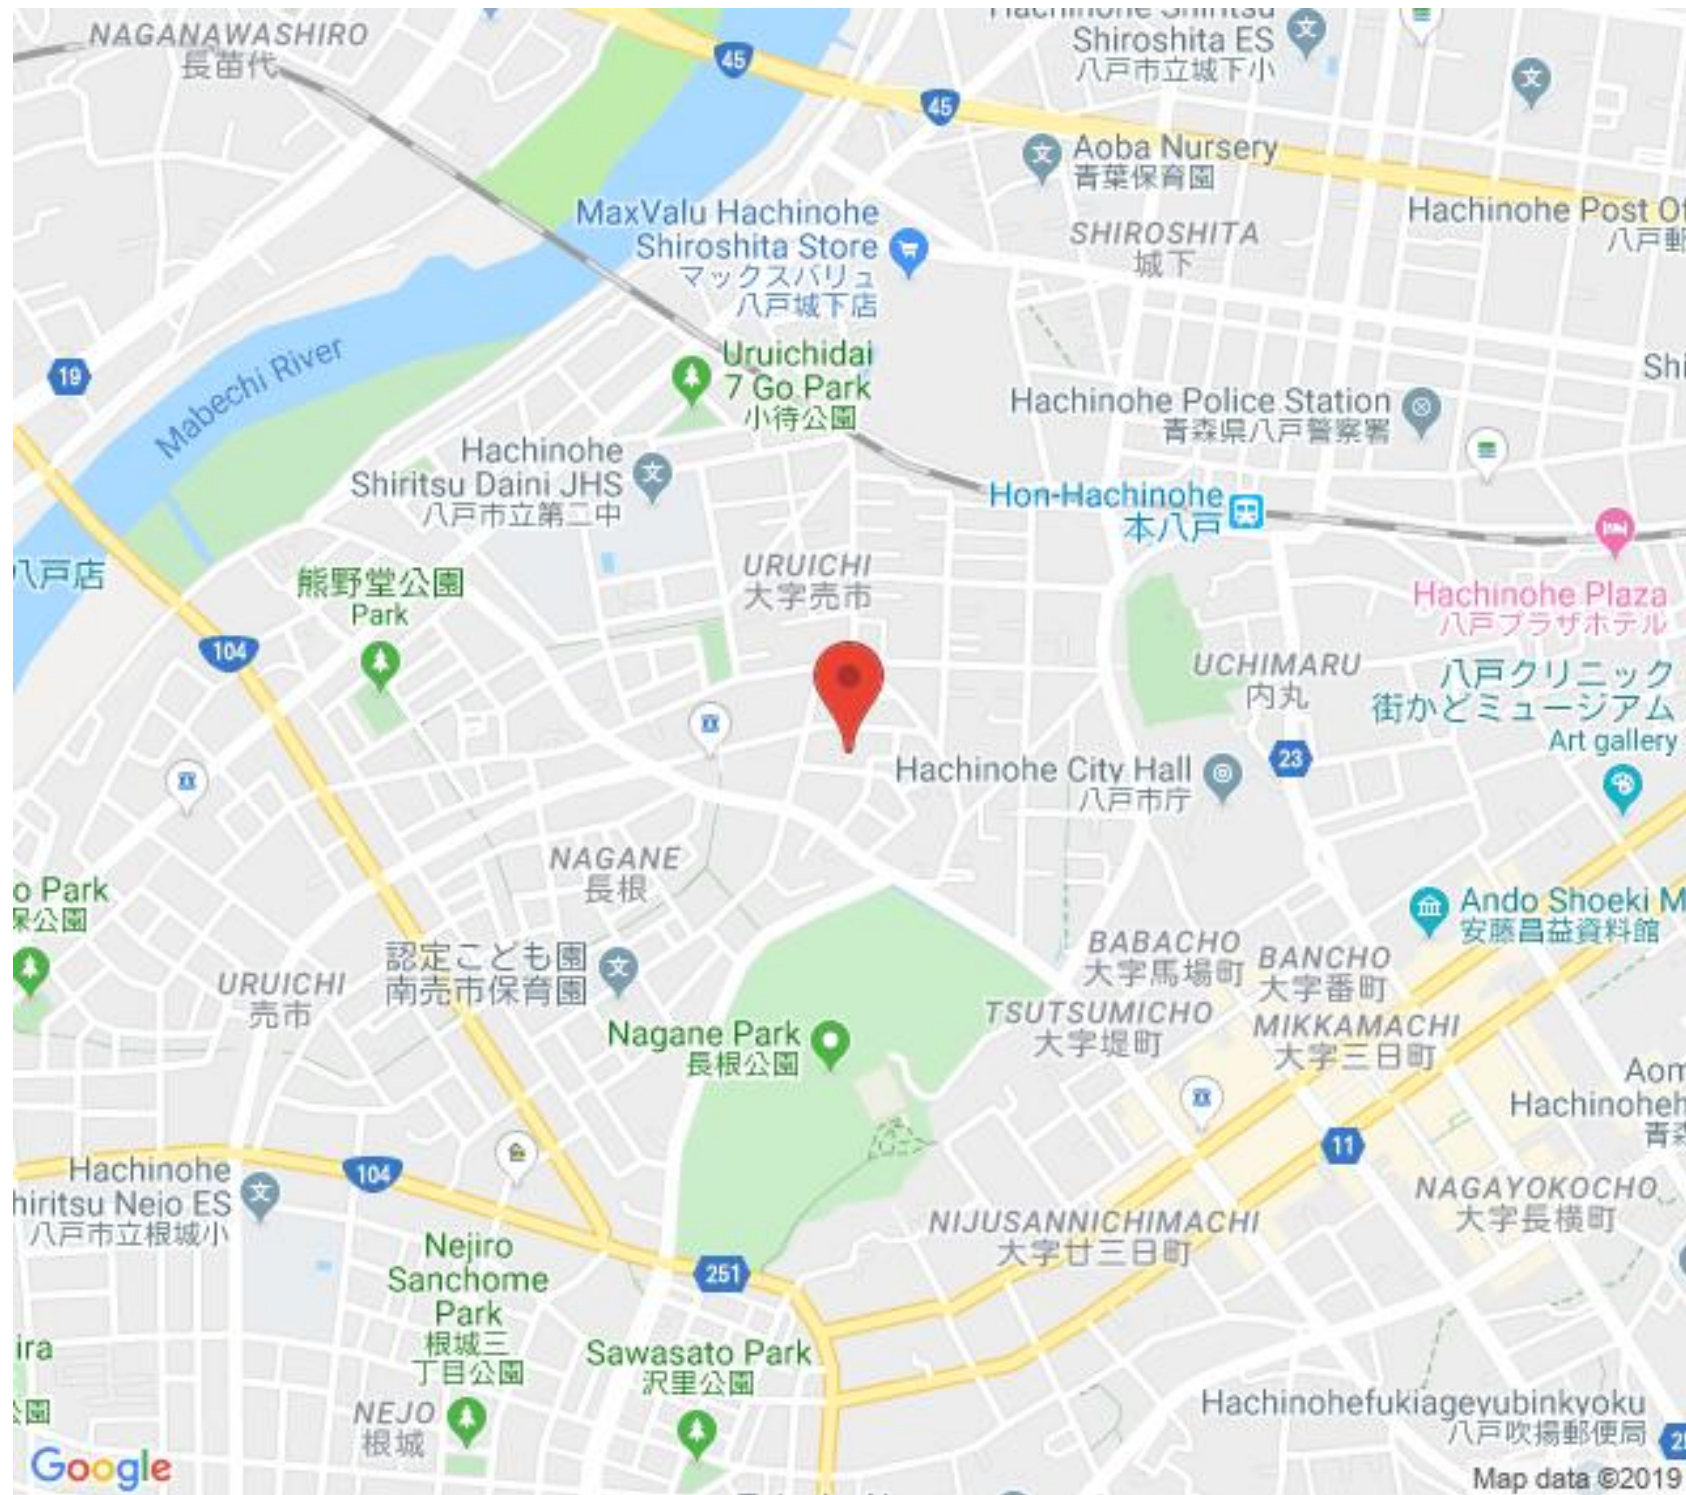 NAGANAWASHIRO
長苗代
45
Shiroshita ES
八戸市立城下小
45
Aoba Nursery
青葉保育園
MaxValu Hachinohe
Shiroshita Store
マックスバリュ
八戸城下店
SHIROSHITA
城下
Hachinohe Post Of
八戸郵
19
Mabechi River
Uruichidai
7 Go Park
小待公園
Shi
Hachinohe Police Station
青森県八戸警察署
Hachinohe
Shiritsu Daini JHS
八戸市立第二中
Hon-Hachinohe
本八戸
URUICHI
大字売市
八戸店
熊野堂公園
Park
Hachinohe Plaza
八戸プラザホテル
104
UCHIMARU
内丸
八戸クリニック
街かどミュージアム
Art gallery
23
Hachinohe City Hall
八戸市庁
NAGANE
長根
o Park
公園
Ando Shoeki M
安藤昌益資料館
認定こども園
南売市保育園
BABACHO
大字馬場町
BANCHO
大字番町
URUICHI
売市
TSUTSUMICHO
大字堤町
MIKKAMACHI
大字三日町
Nagane Park
長根公園
Aom
Hachinoheh
青森
11
104
Hachinohe
hiritsu Nejo ES
八戸市立根城小
NAGAYOKOCHO
大字長横町
NIJUSANNICHIMACHI
大字廿三日町
Nejiro
Sanchome
Park
根城三
丁目公園
251
ira
公園
Sawasato Park
沢里公園
NEJO
根城
Hachinohefukiageyubinkyoku
八戸吹揚郵便局
Google
Map data ©2019